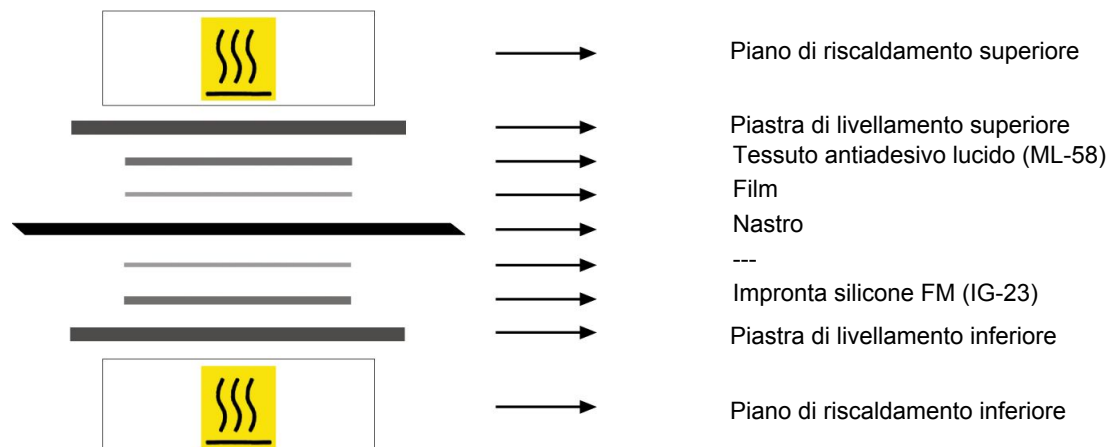 Piano di riscaldamento superiore
Piastra di livellamento superiore
Tessuto antiadesivo lucido (ML-58)
Film
Nastro
---
Impronta silicone FM (IG-23)
Piastra di livellamento inferiore
Piano di riscaldamento inferiore